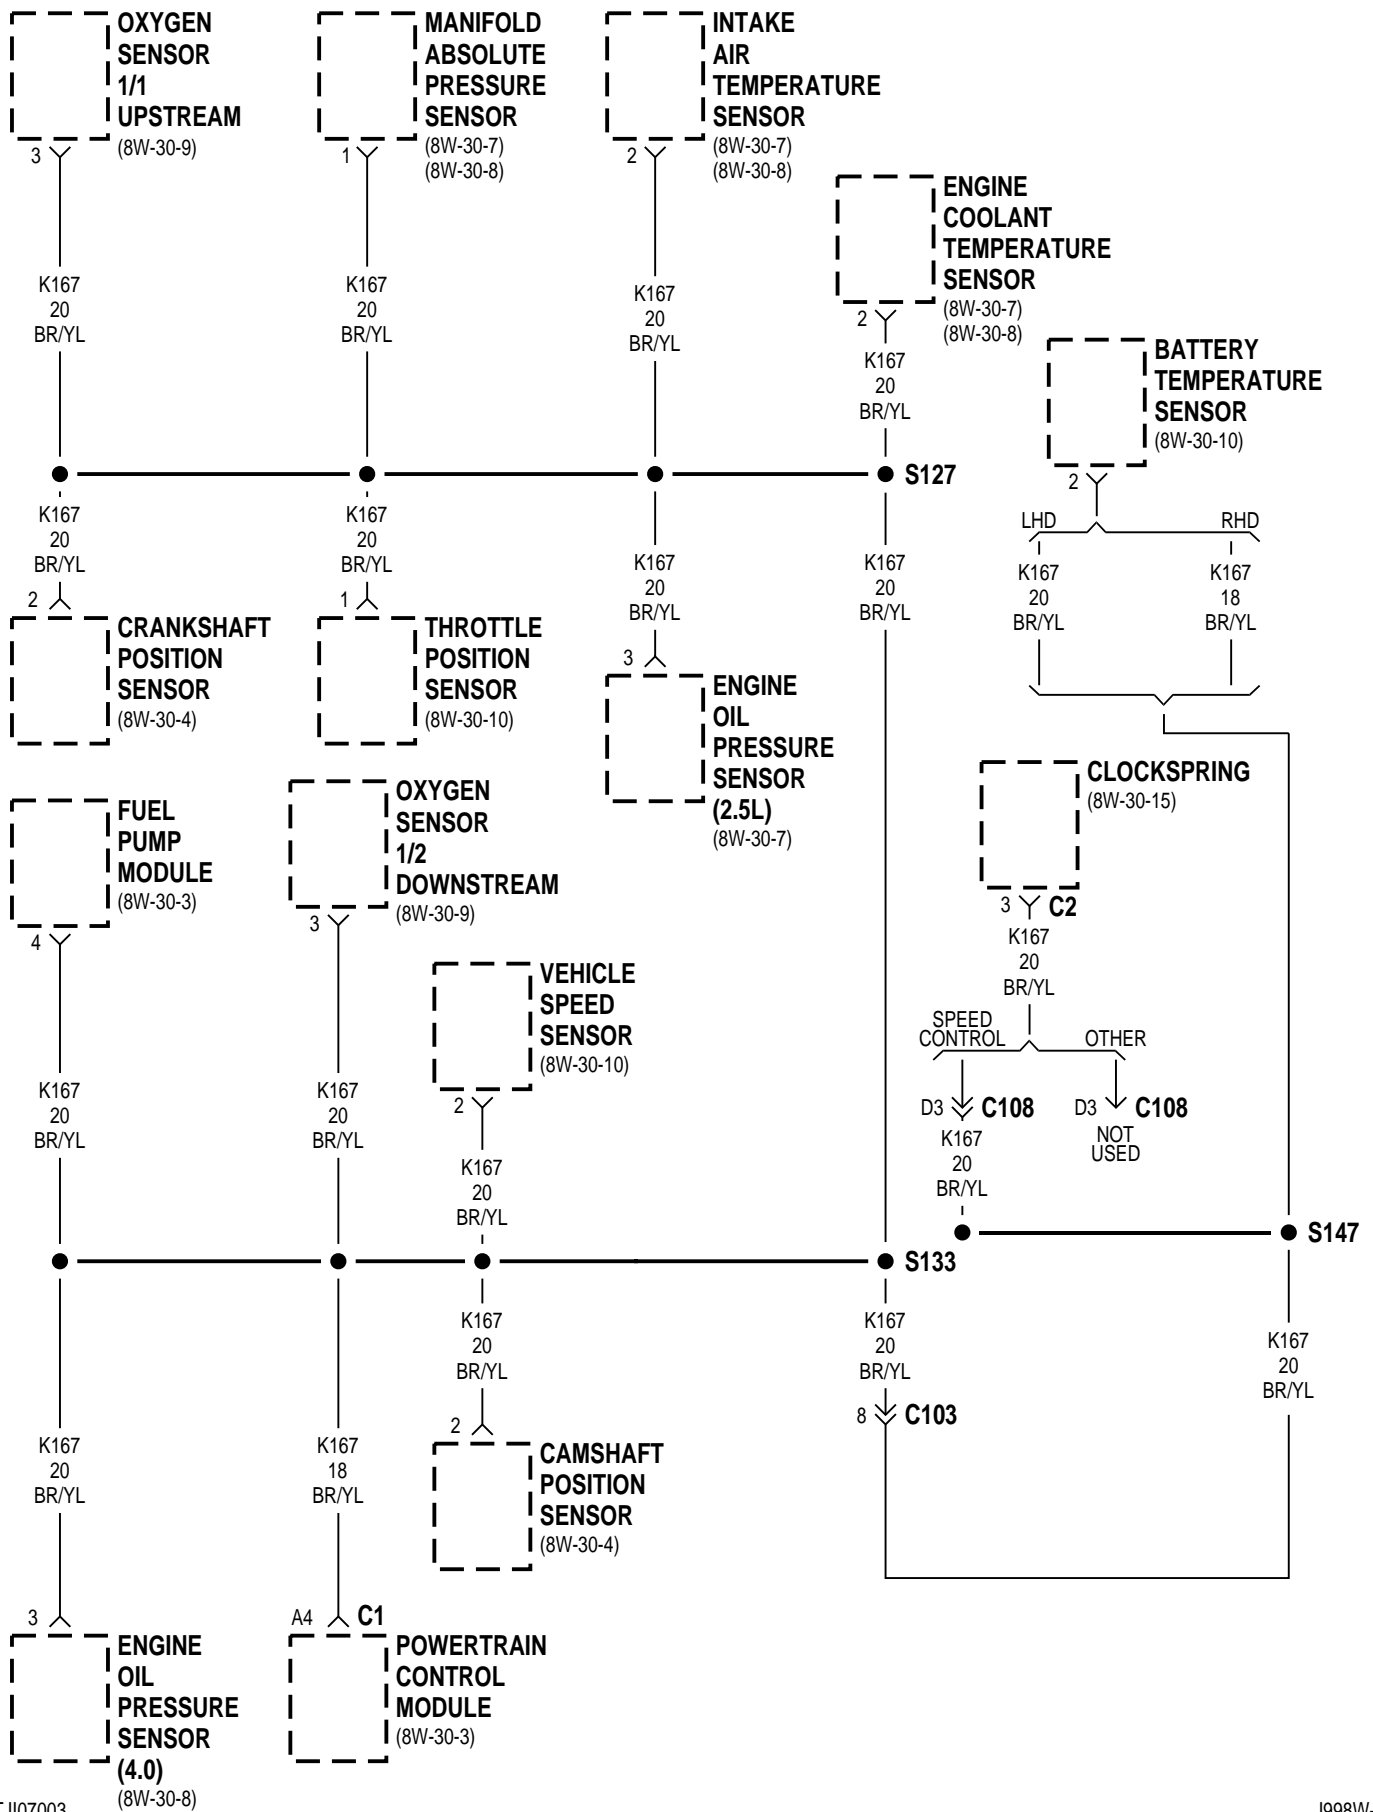 OXYGEN
SENSOR
1/1
UPSTREAM
(8W-30-9)
3
K167
20
BR/YL
MANIFOLD
ABSOLUTE
PRESSURE
SENSOR
(8W-30-7)
(8W-30-8)
1
K167
20
BR/YL
INTAKE
AIR
TEMPERATURE
SENSOR
(8W-30-7)
(8W-30-8)
2
K167
20
BR/YL
ENGINE
COOLANT
TEMPERATURE
SENSOR
(8W-30-7)
(8W-30-8)
2
K167
20
BR/YL
BATTERY
TEMPERATURE
SENSOR
(8W-30-10)
2
LHD
RHD
K167
20
BR/YL
K167
18
BR/YL
S127
K167
20
BR/YL
2
CRANKSHAFT
POSITION
SENSOR
(8W-30-4)
K167
20
BR/YL
1
THROTTLE
POSITION
SENSOR
(8W-30-10)
K167
20
BR/YL
3
ENGINE
OIL
PRESSURE
SENSOR
(2.5L)
(8W-30-7)
K167
20
BR/YL
CLOCKSPRING
(8W-30-15)
3
C2
K167
20
BR/YL
SPEED
CONTROL
OTHER
D3
C108
D3
C108
K167
20
BR/YL
NOT
USED
S147
FUEL
PUMP
MODULE
(8W-30-3)
4
K167
20
BR/YL
OXYGEN
SENSOR
1/2
DOWNSTREAM
(8W-30-9)
3
K167
20
BR/YL
VEHICLE
SPEED
SENSOR
(8W-30-10)
2
K167
20
BR/YL
S133
K167
20
BR/YL
3
ENGINE
OIL
PRESSURE
SENSOR
(4.0)
(8W-30-8)
K167
18
BR/YL
A4
C1
POWERTRAIN
CONTROL
MODULE
(8W-30-3)
K167
20
BR/YL
2
CAMSHAFT
POSITION
SENSOR
(8W-30-4)
K167
20
BR/YL
8
C103
K167
20
BR/YL